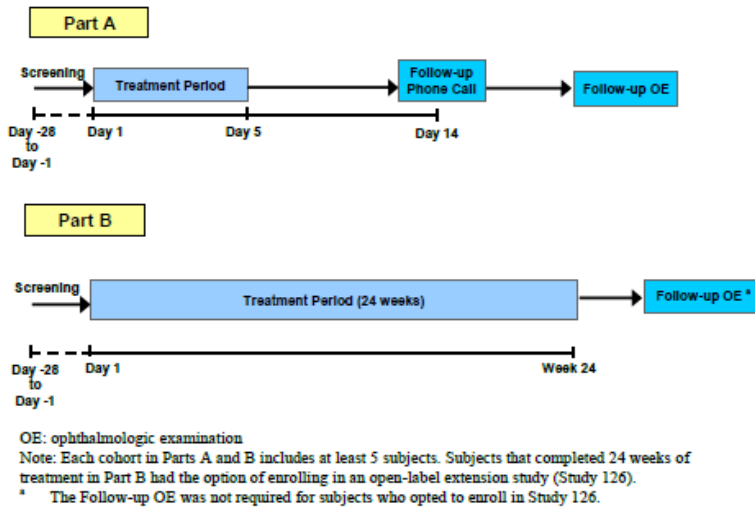 Part A
Screening
Treatment Period
Follow-up
Phone Call
Follow-up OE
Day -28
to
Day -1
Day 1
Day 5
Day 14
Part B
Screening
Treatment Period (24 weeks)
Follow-up OE a
Day -28
to
Day -1
Day 1
Week 24
OE: ophthalmologic examination
Note: Each cohort in Parts A and B includes at least 5 subjects. Subjects that completed 24 weeks of
treatment in Part B had the option of enrolling in an open-label extension study (Study 126).
a The Follow-up OE was not required for subjects who opted to enroll in Study 126.